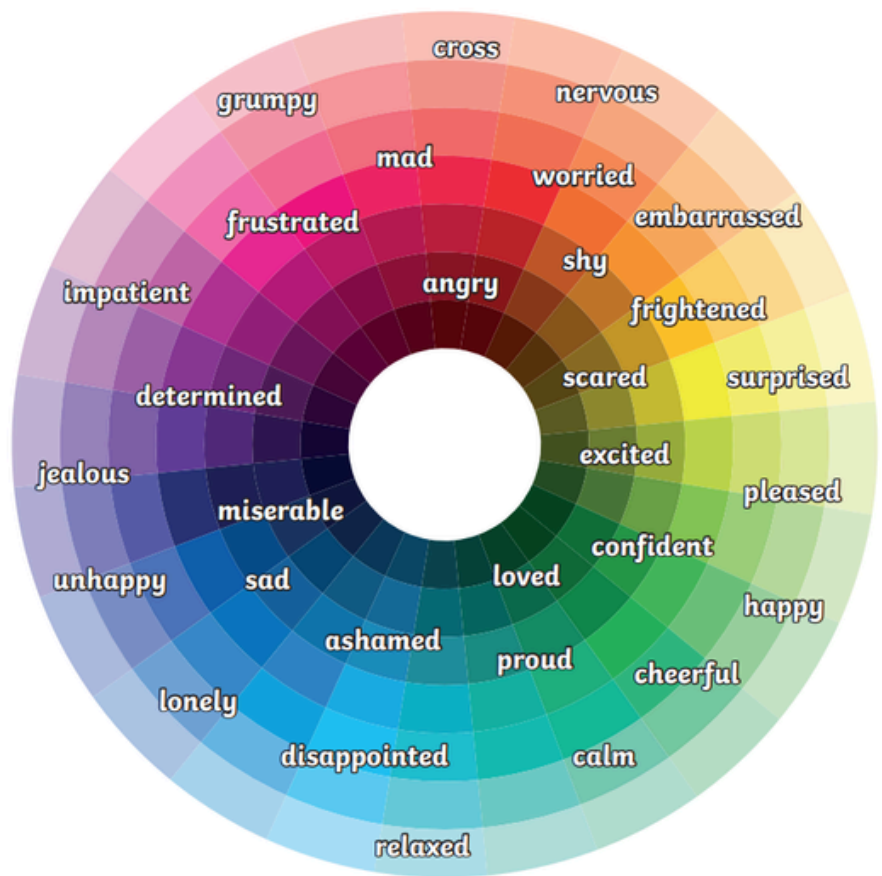 cross
nervous
grumpy
mad
worried
embarrassed
frustrated
shy
angry
impatient
frightened
scared
surprised
determined
excited
jealous
pleased
miserable
confident
unhappy
sad
loved
happy
ashamed
proud
cheerful
lonely
disappointed
calm
relaxed